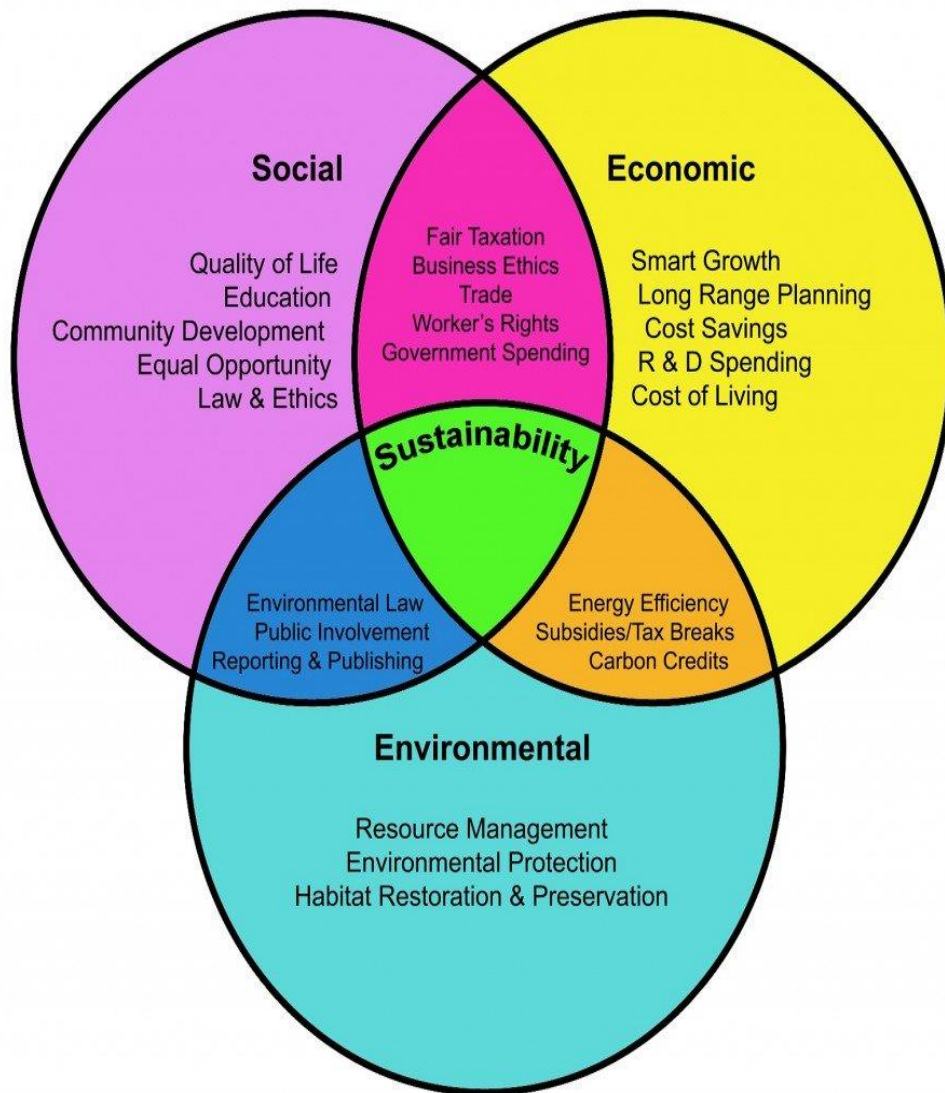 Social
Quality of Life
Education
Community Development
Equal Opportunity
Law & Ethics
Fair Taxation
Business Ethics
Trade
Worker's Rights
Government Spending
Economic
Smart Growth
Long Range Planning
Cost Savings
R & D Spending
Cost of Living
Sustainability
Environmental Law
Public Involvement
Reporting & Publishing
Energy Efficiency
Subsidies/Tax Breaks
Carbon Credits
Environmental
Resource Management
Environmental Protection
Habitat Restoration & Preservation